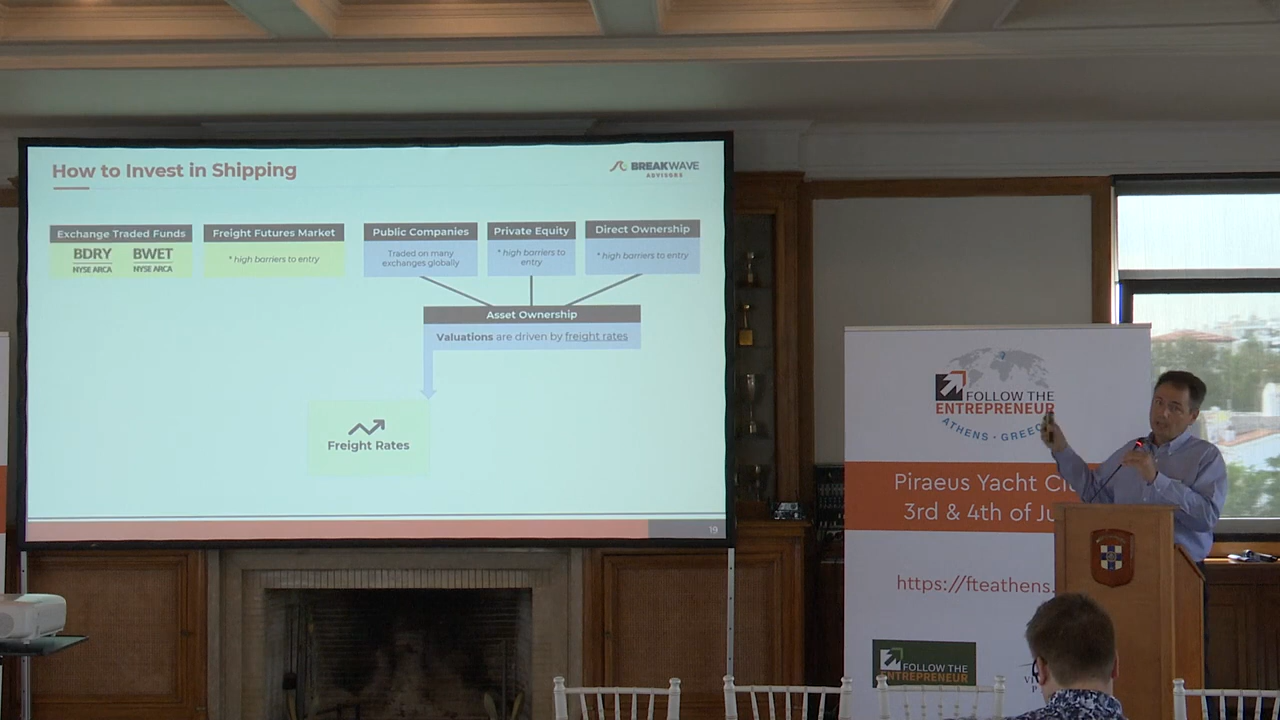 How to Invest in Shipping
BREAKWAVE
ADVISORS
Exchange Traded Funds
BDRY
NYSE ARCA
BWET
NYSE ARCA
Freight Futures Market
* high barriers to entry
Public Companies
Traded on many
exchanges globally
Private Equity
* high barriers to
entry
Direct Ownership
* high barriers to entry
Asset Ownership
Valuations are driven by freight rates
Freight Rates
19
FOLLOW THE
ENTREPRENEUR
ATHENS - GREEC
Piraeus Yacht Clu
3rd & 4th of Ju
https://fteathens.
FOLLOW THE
ENTREPRENEUR